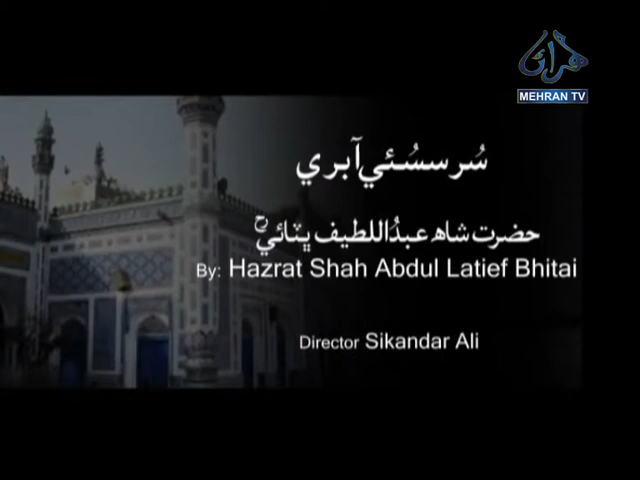 مهراڻ
MEHRAN TV
سُر سسُئي آبري
حضرت شاھ عبدُاللطيف ڀٽائيؒ
By: Hazrat Shah Abdul Latief Bhitai
Director Sikandar Ali